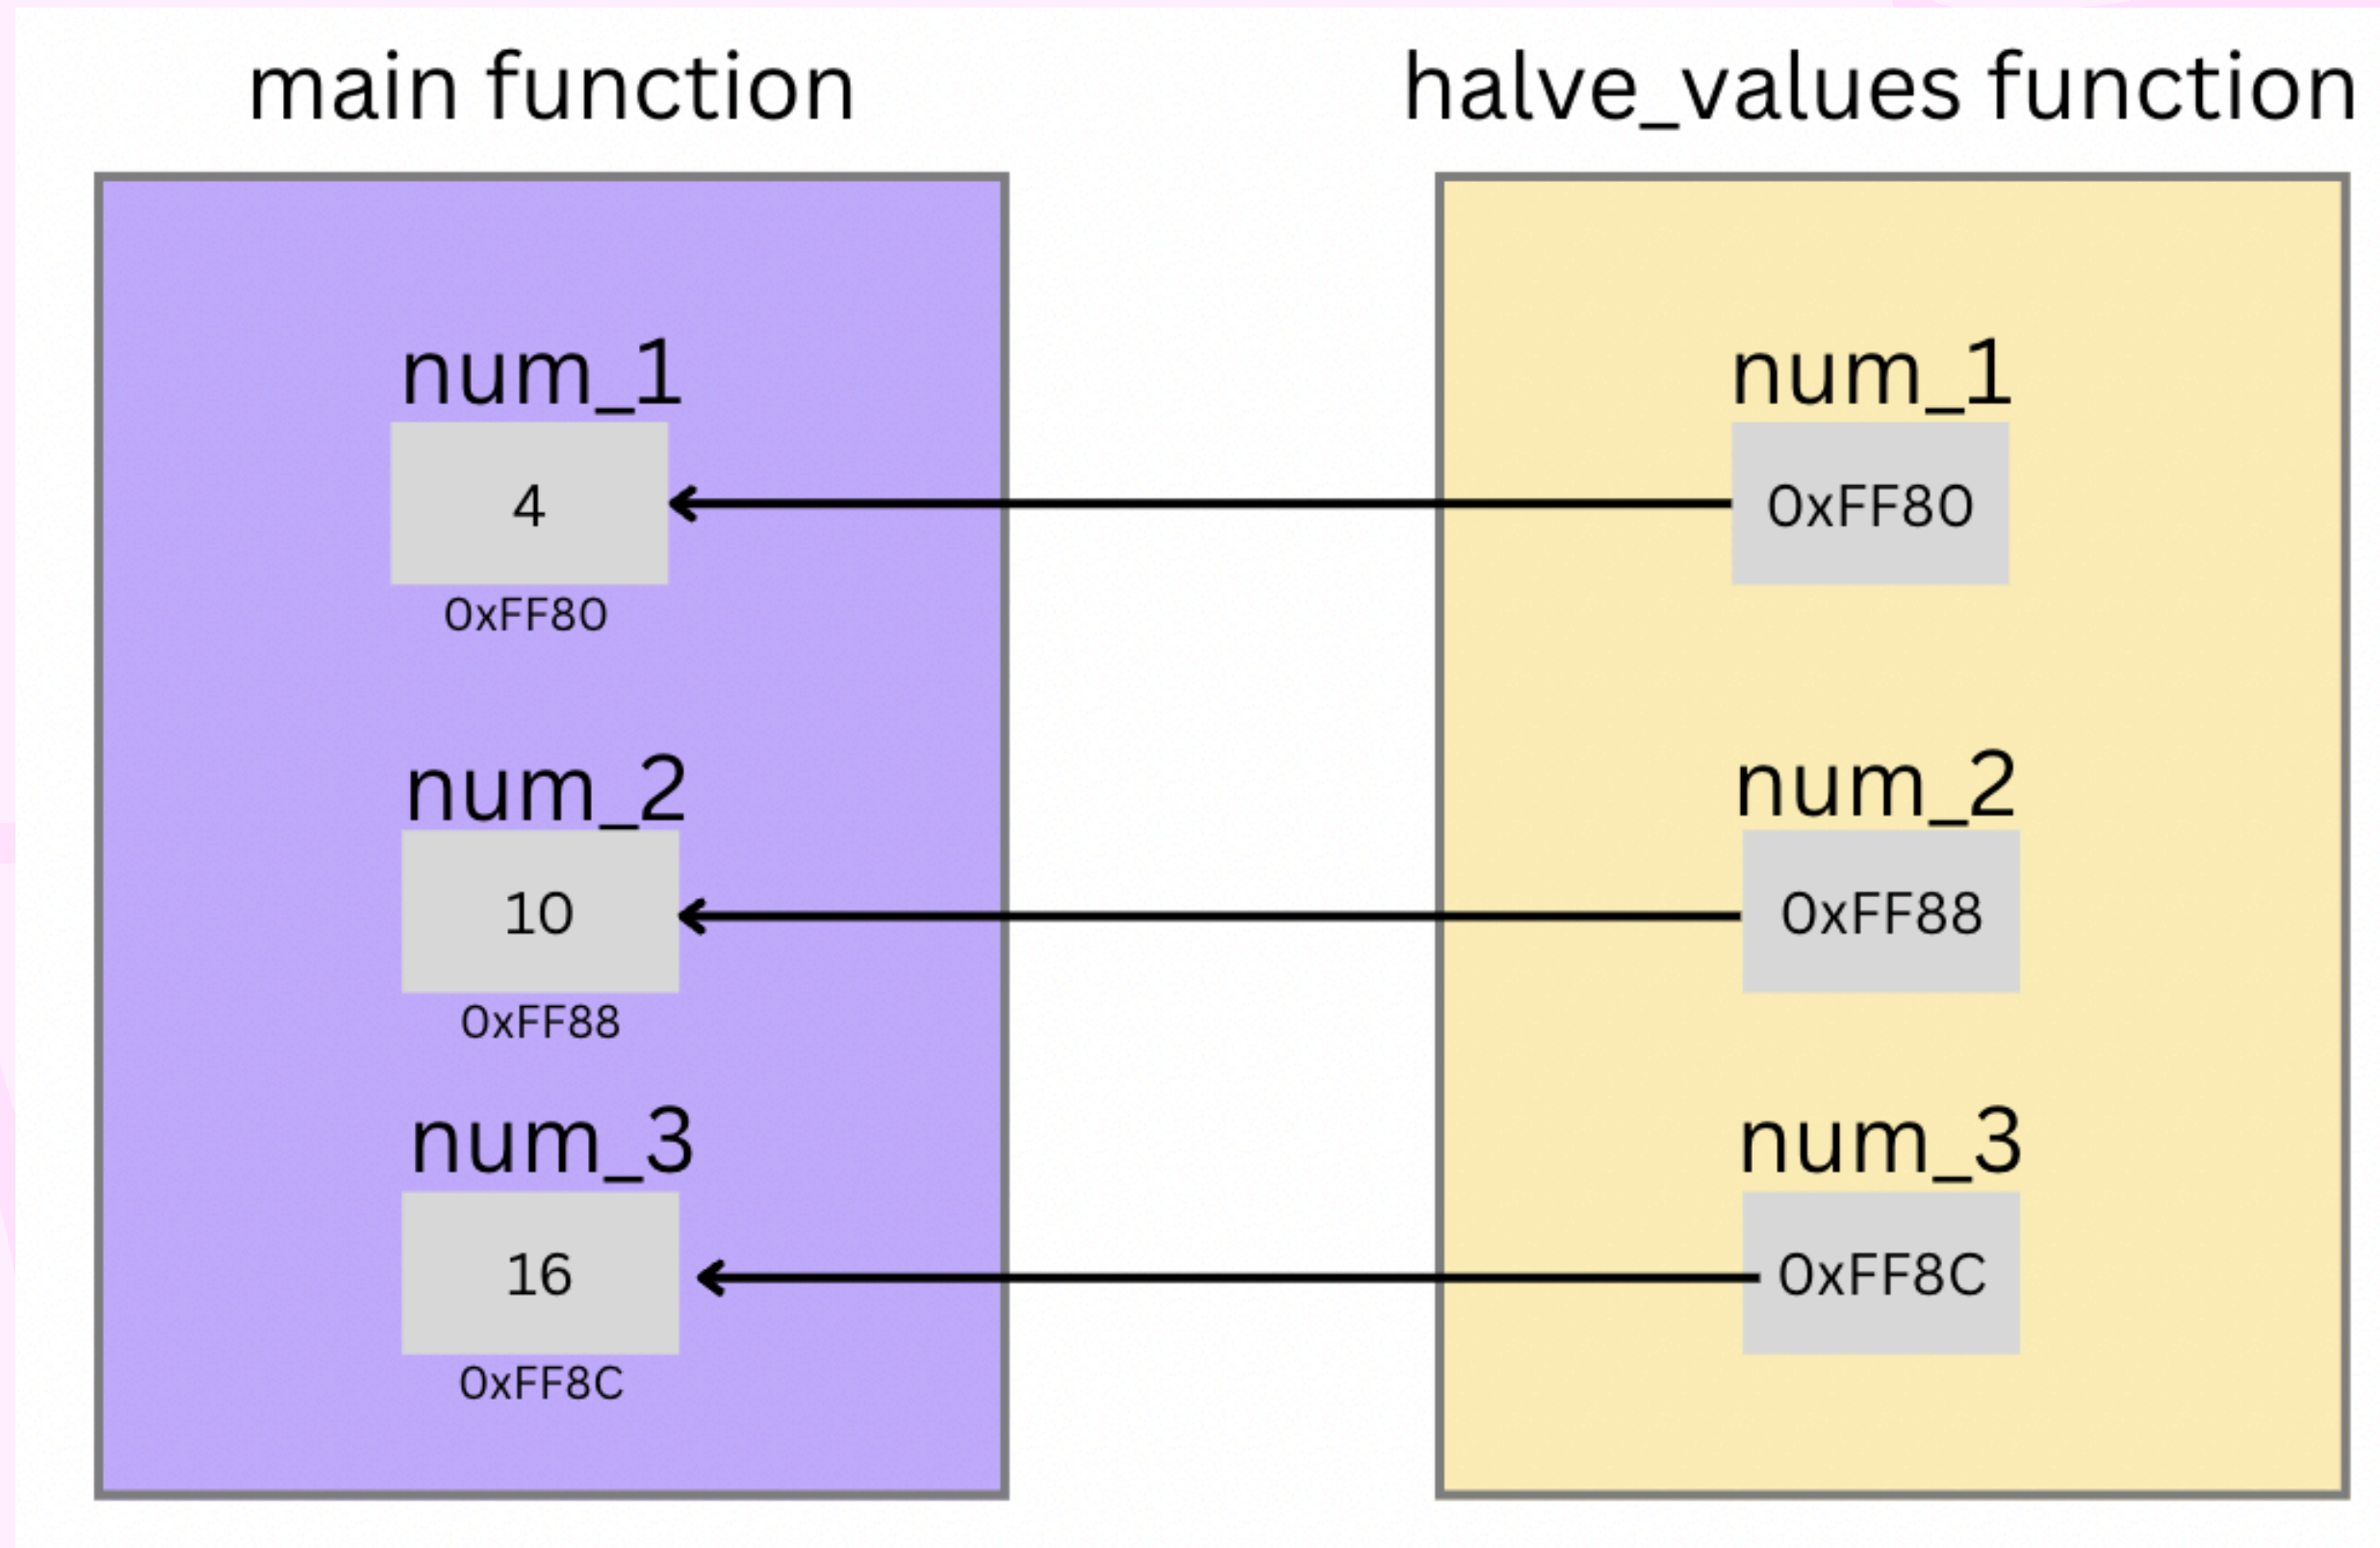 main function
halve_values function
num_1
4
0xFF80
num_2
10
0xFF88
num_3
16
0xFF8C
num_1
0xFF80
num_2
0xFF88
num_3
0xFF8C